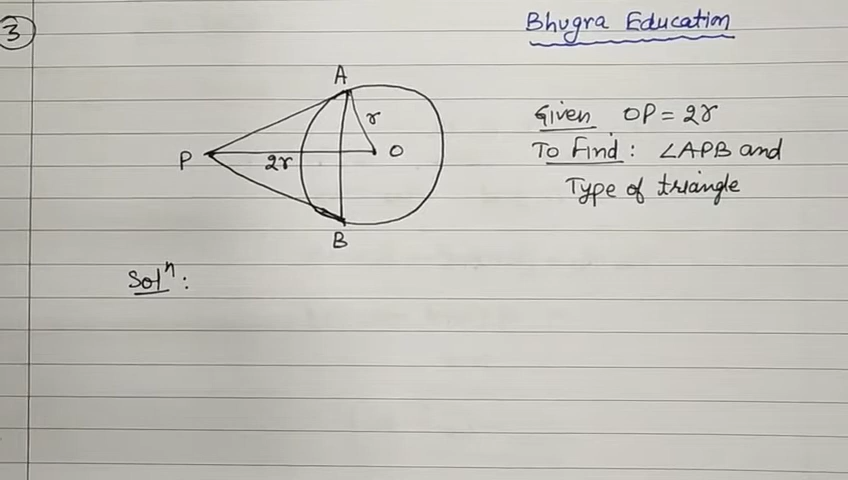 3
Bhugra Education
A
r
Given OP = 2r
P
2r
O
To Find : ∠APB and
Type of triangle
B
Solⁿ :